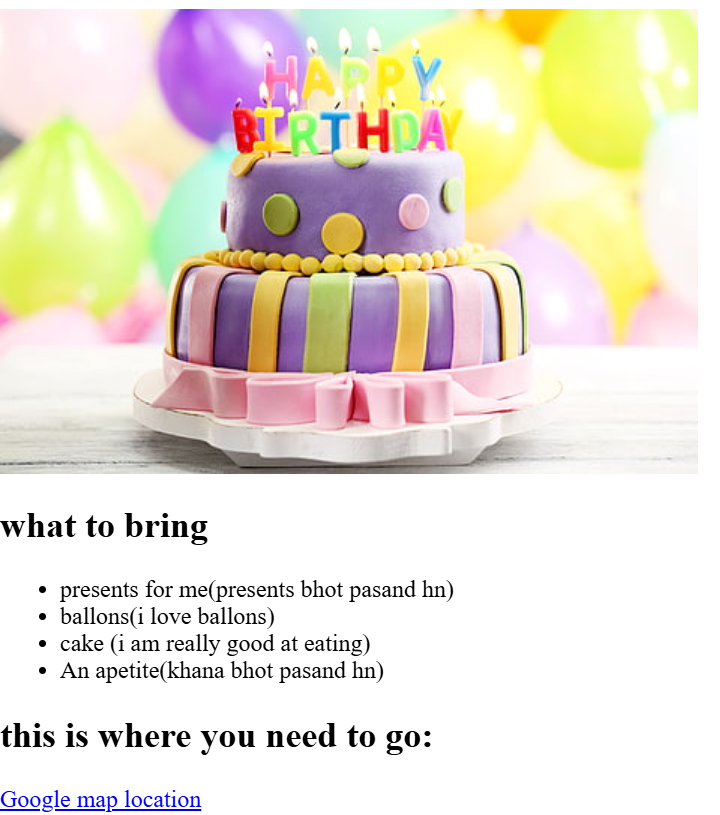 HAPPY
BIRTHDAY
what to bring
presents for me(presents bhot pasand hn)
ballons(i love ballons)
cake (i am really good at eating)
An apetite(khana bhot pasand hn)
this is where you need to go:
Google map location